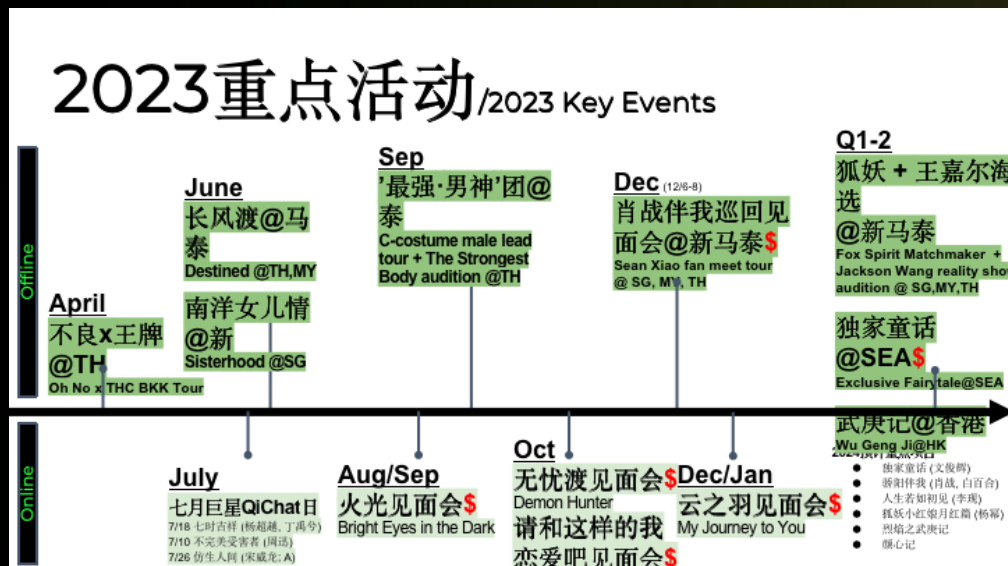 2023重点活动/2023 Key Events
Offline
April
不良x王牌
@TH
Oh No x THC BKK Tour
June
长风渡@马
泰
Destined @TH,MY
南洋女儿情
@新
Sisterhood @SG
Sep
'最强·男神'团@
泰
C-costume male lead
tour + The Strongest
Body audition @TH
Dec (12/6-8)
肖战伴我巡回见
面会@新马泰$
Sean Xiao fan meet tour
@ SG, MY, TH
Q1-2
狐妖 + 王嘉尔海
选
@新马泰
Fox Spirit Matchmaker +
Jackson Wang reality sho
audition @ SG,MY,TH
独家童话
@SEA$
Exclusive Fairytale@SEA
武庚记@香港
Wu Geng Ji@HK
Online
July
七月巨星QiChat日
7/18 七时吉祥 (杨超越, 丁禹兮)
7/10 不完美受害者 (周迅)
7/26 仿生人间 (宋威龙; A)
Aug/Sep
火光见面会$
Bright Eyes in the Dark
Oct
无忧渡见面会$
Demon Hunter
请和这样的我
恋爱吧见面会$
Dec/Jan
云之羽见面会$
My Journey to You
● 独家童话 (文俊辉)
● 骄阳伴我 (肖战, 白百合)
● 人生若如初见 (李现)
● 狐妖小红娘月红篇 (杨幂)
● 烈焰之武庚记
● 颜心记